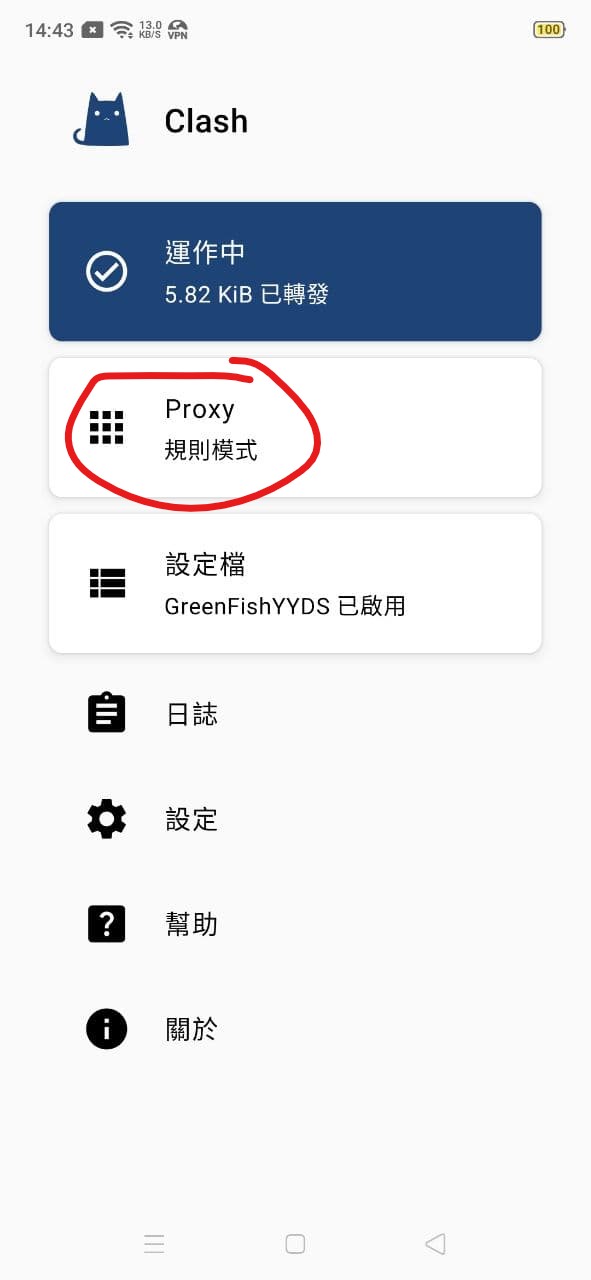 14:43 13.0 KB/S VPN 100
Clash
運作中
5.82 KiB 已轉發
Proxy
規則模式
設定檔
GreenFishYYDS 已啟用
日誌
設定
幫助
關於